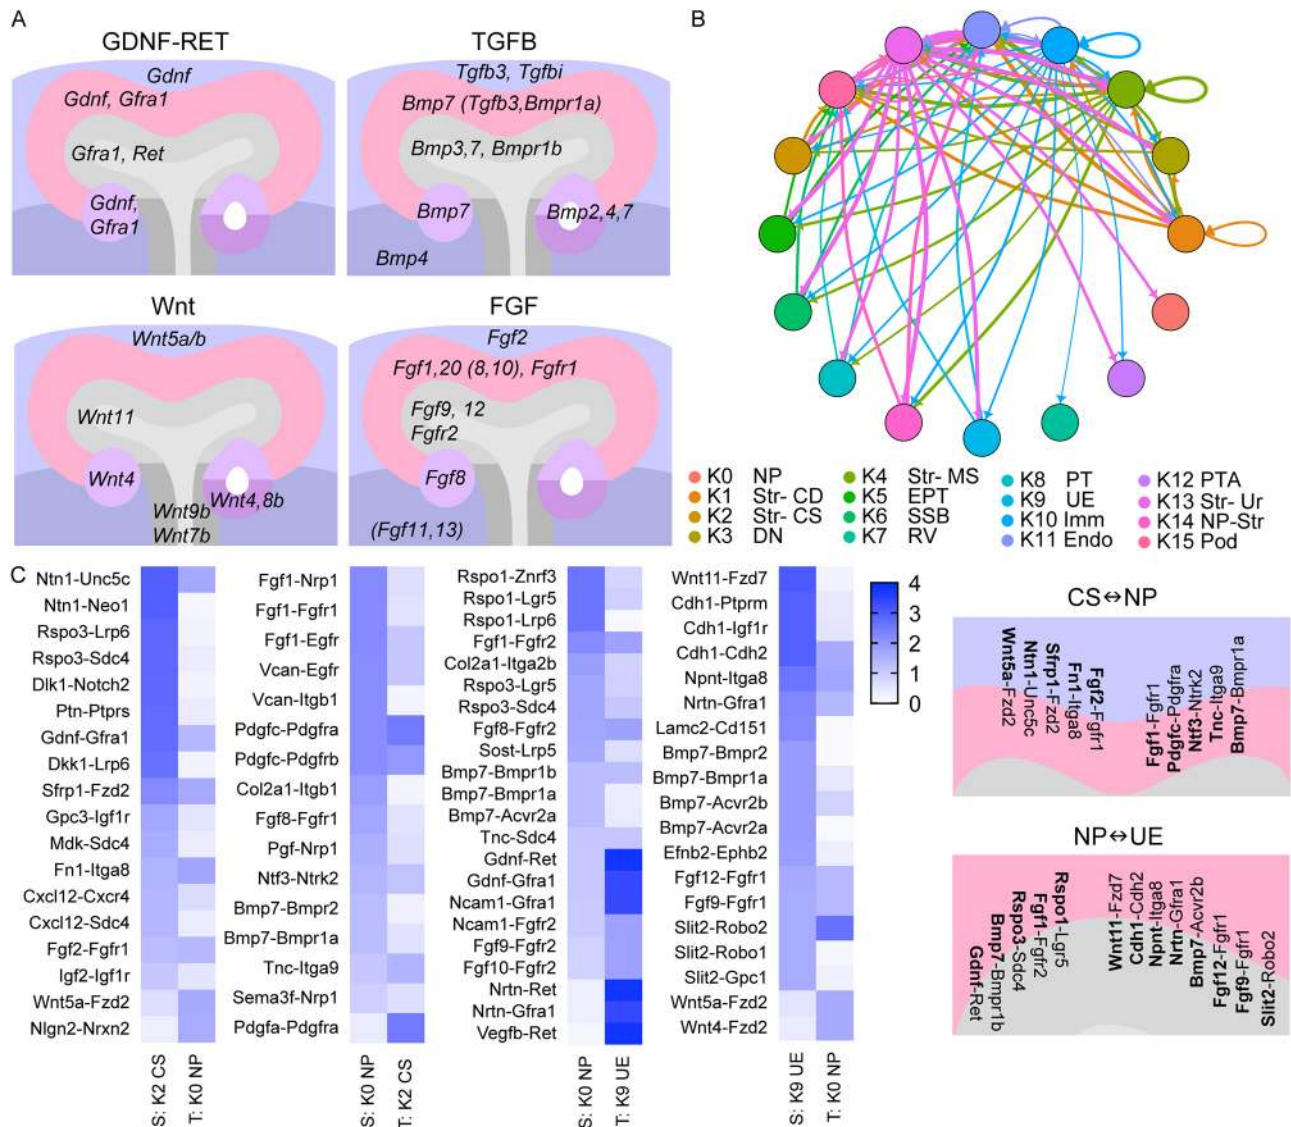 A
GDNF-RET
Gdnf
Gdnf, Gfra1
Gfra1, Ret
Gdnf,
Gfra1
TGFB
Tgfb3, Tgfbi
Bmp7 (Tgfb3,Bmpr1a)
Bmp3,7, Bmpr1b
Bmp7
Bmp2,4,7
Bmp4
Wnt
Wnt5a/b
Wnt11
Wnt4
Wnt4,8b
Wnt9b
Wnt7b
FGF
Fgf2
Fgf1,20 (8,10), Fgfr1
Fgf9, 12
Fgfr2
Fgf8
(Fgf11,13)
B
K0 NP
K1 Str- CD
K2 Str- CS
K3 DN
K4 Str- MS
K5 EPT
K6 SSB
K7 RV
K8 PT
K9 UE
K10 Imm
K11 Endo
K12 PTA
K13 Str- Ur
K14 NP-Str
K15 Pod
C
Ntn1-Unc5c
Ntn1-Neo1
Rspo3-Lrp6
Rspo3-Sdc4
Dlk1-Notch2
Ptn-Ptprs
Gdnf-Gfra1
Dkk1-Lrp6
Sfrp1-Fzd2
Gpc3-Igf1r
Mdk-Sdc4
Fn1-Itga8
Cxcl12-Cxcr4
Cxcl12-Sdc4
Fgf2-Fgfr1
Igf2-Igf1r
Wnt5a-Fzd2
Nlgn2-Nrxn2
S: K2 CS
T: K0 NP
Fgf1-Nrp1
Fgf1-Fgfr1
Fgf1-Egfr
Vcan-Egfr
Vcan-Itgb1
Pdgfc-Pdgfra
Pdgfc-Pdgfrb
Col2a1-Itgb1
Fgf8-Fgfr1
Pgf-Nrp1
Ntf3-Ntrk2
Bmp7-Bmpr2
Bmp7-Bmpr1a
Tnc-Itga9
Sema3f-Nrp1
Pdgfa-Pdgfra
S: K0 NP
T: K2 CS
Rspo1-Znrf3
Rspo1-Lgr5
Rspo1-Lrp6
Fgf1-Fgfr2
Col2a1-Itga2b
Rspo3-Lgr5
Rspo3-Sdc4
Fgf8-Fgfr2
Sost-Lrp5
Bmp7-Bmpr1b
Bmp7-Bmpr1a
Bmp7-Acvr2a
Tnc-Sdc4
Gdnf-Ret
Gdnf-Gfra1
Ncam1-Gfra1
Ncam1-Fgfr2
Fgf9-Fgfr2
Fgf10-Fgfr2
Nrtn-Ret
Nrtn-Gfra1
Vegfb-Ret
S: K0 NP
T: K9 UE
Wnt11-Fzd7
Cdh1-Ptprm
Cdh1-Igf1r
Cdh1-Cdh2
Npnt-Itga8
Nrtn-Gfra1
Lamc2-Cd151
Bmp7-Bmpr2
Bmp7-Bmpr1a
Bmp7-Acvr2b
Bmp7-Acvr2a
Efnb2-Ephb2
Fgf12-Fgfr1
Fgf9-Fgfr1
Slit2-Robo2
Slit2-Robo1
Slit2-Gpc1
Wnt5a-Fzd2
Wnt4-Fzd2
S: K9 UE
T: K0 NP
4
3
2
1
0
CS↔NP
Wnt5a-Fzd2
Ntn1-Unc5c
Sfrp1-Fzd2
Fn1-Itga8
Fgf2-Fgfr1
Fgf1-Fgfr1
Pdgfc-Pdgfra
Ntf3-Ntrk2
Tnc-Itga9
Bmp7-Bmpr1a
NP↔UE
Gdnf-Ret
Bmp7-Bmpr1b
Rspo3-Sdc4
Fgf1-Fgfr2
Rspo1-Lgr5
Wnt11-Fzd7
Cdh1-Cdh2
Npnt-Itga8
Nrtn-Gfra1
Bmp7-Acvr2b
Fgf12-Fgfr1
Fgf9-Fgfr1
Slit2-Robo2